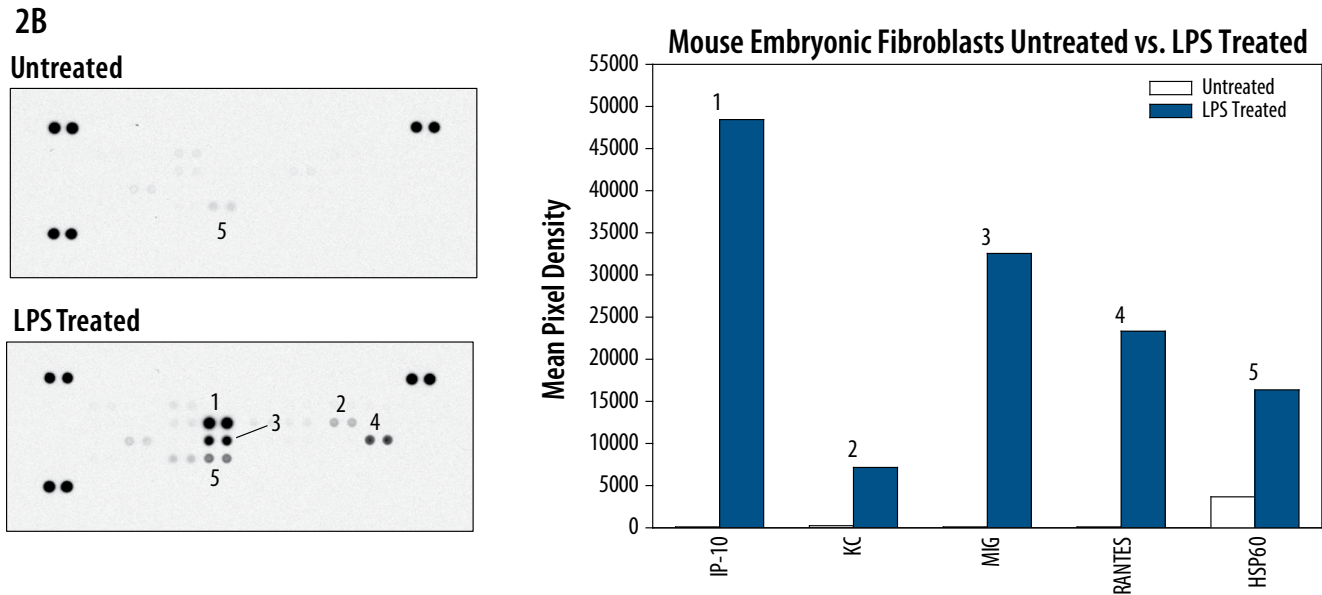 2B
Untreated
5
LPS Treated
1
2
3
4
5
Mouse Embryonic Fibroblasts Untreated vs. LPS Treated
Untreated
LPS Treated
Mean Pixel Density
55000
50000
45000
40000
35000
30000
25000
20000
15000
10000
5000
0
1
2
3
4
5
IP-10
KC
MIG
RANTES
HSP60